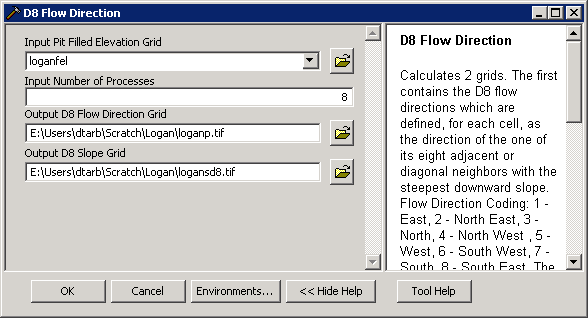 D8 Flow Direction
Input Pit Filled Elevation Grid
loganfel
Input Number of Processes
8
Output D8 Flow Direction Grid
E:\Users\dtarb\Scratch\Logan\loganp.tif
Output D8 Slope Grid
E:\Users\dtarb\Scratch\Logan\logansd8.tif
OK
Cancel
Environments...
<< Hide Help
Tool Help
D8 Flow Direction
Calculates 2 grids. The first
contains the D8 flow
directions which are
defined, for each cell, as
the direction of the one of
its eight adjacent or
diagonal neighbors with the
steepest downward slope.
Flow Direction Coding: 1 -
East, 2 - North East, 3 -
North, 4 - North West , 5 -
West, 6 - South West, 7 -
South, 8 - South East. The